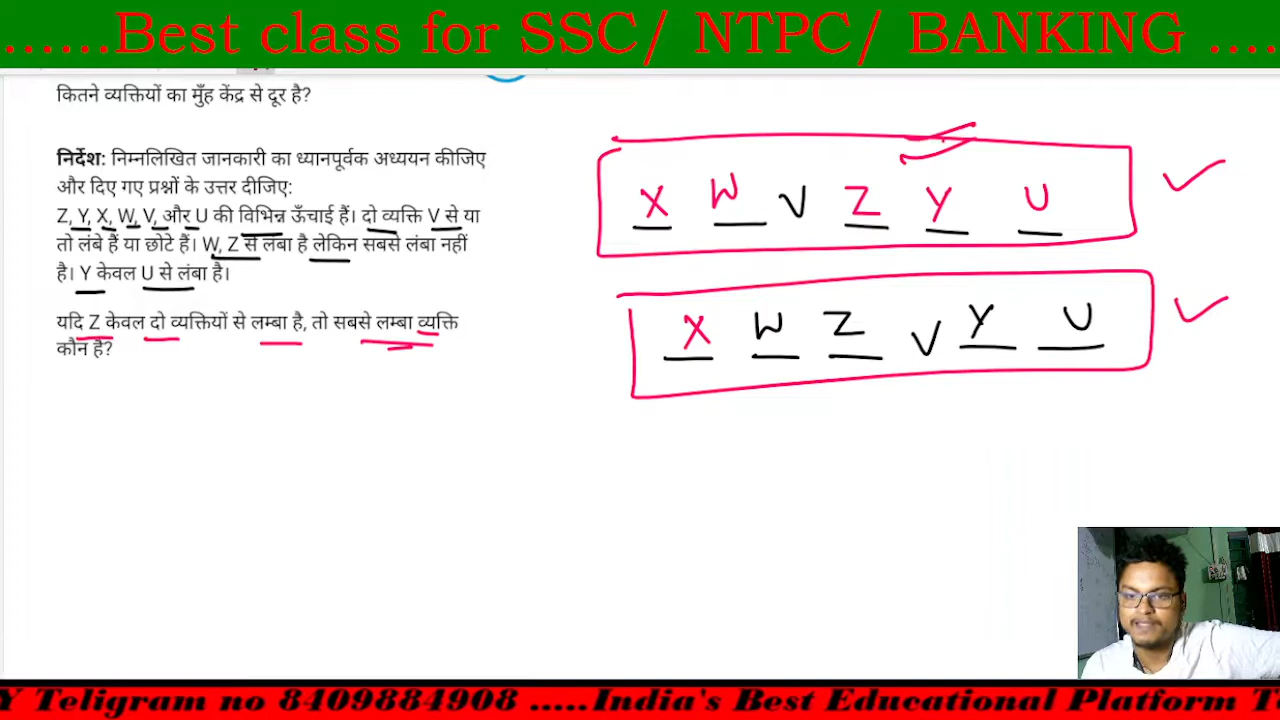 ......Best class for SSC/ NTPC/ BANKING ....
कितने व्यक्तियों का मुँह केंद्र से दूर है?
निर्देश: निम्नलिखित जानकारी का ध्यानपूर्वक अध्ययन कीजिए
और दिए गए प्रश्नों के उत्तर दीजिए:
Z, Y, X, W, V, और U की विभिन्न ऊँचाई हैं। दो व्यक्ति V से या
तो लंबे हैं या छोटे हैं। W, Z से लंबा है लेकिन सबसे लंबा नहीं
है। Y केवल U से लंबा है।
यदि Z केवल दो व्यक्तियों से लम्बा है, तो सबसे लम्बा व्यक्ति
कौन है?
X W V Z Y U
X W Z V Y U
Y Teligram no 8409884908 .....India's Best Educational Platform T